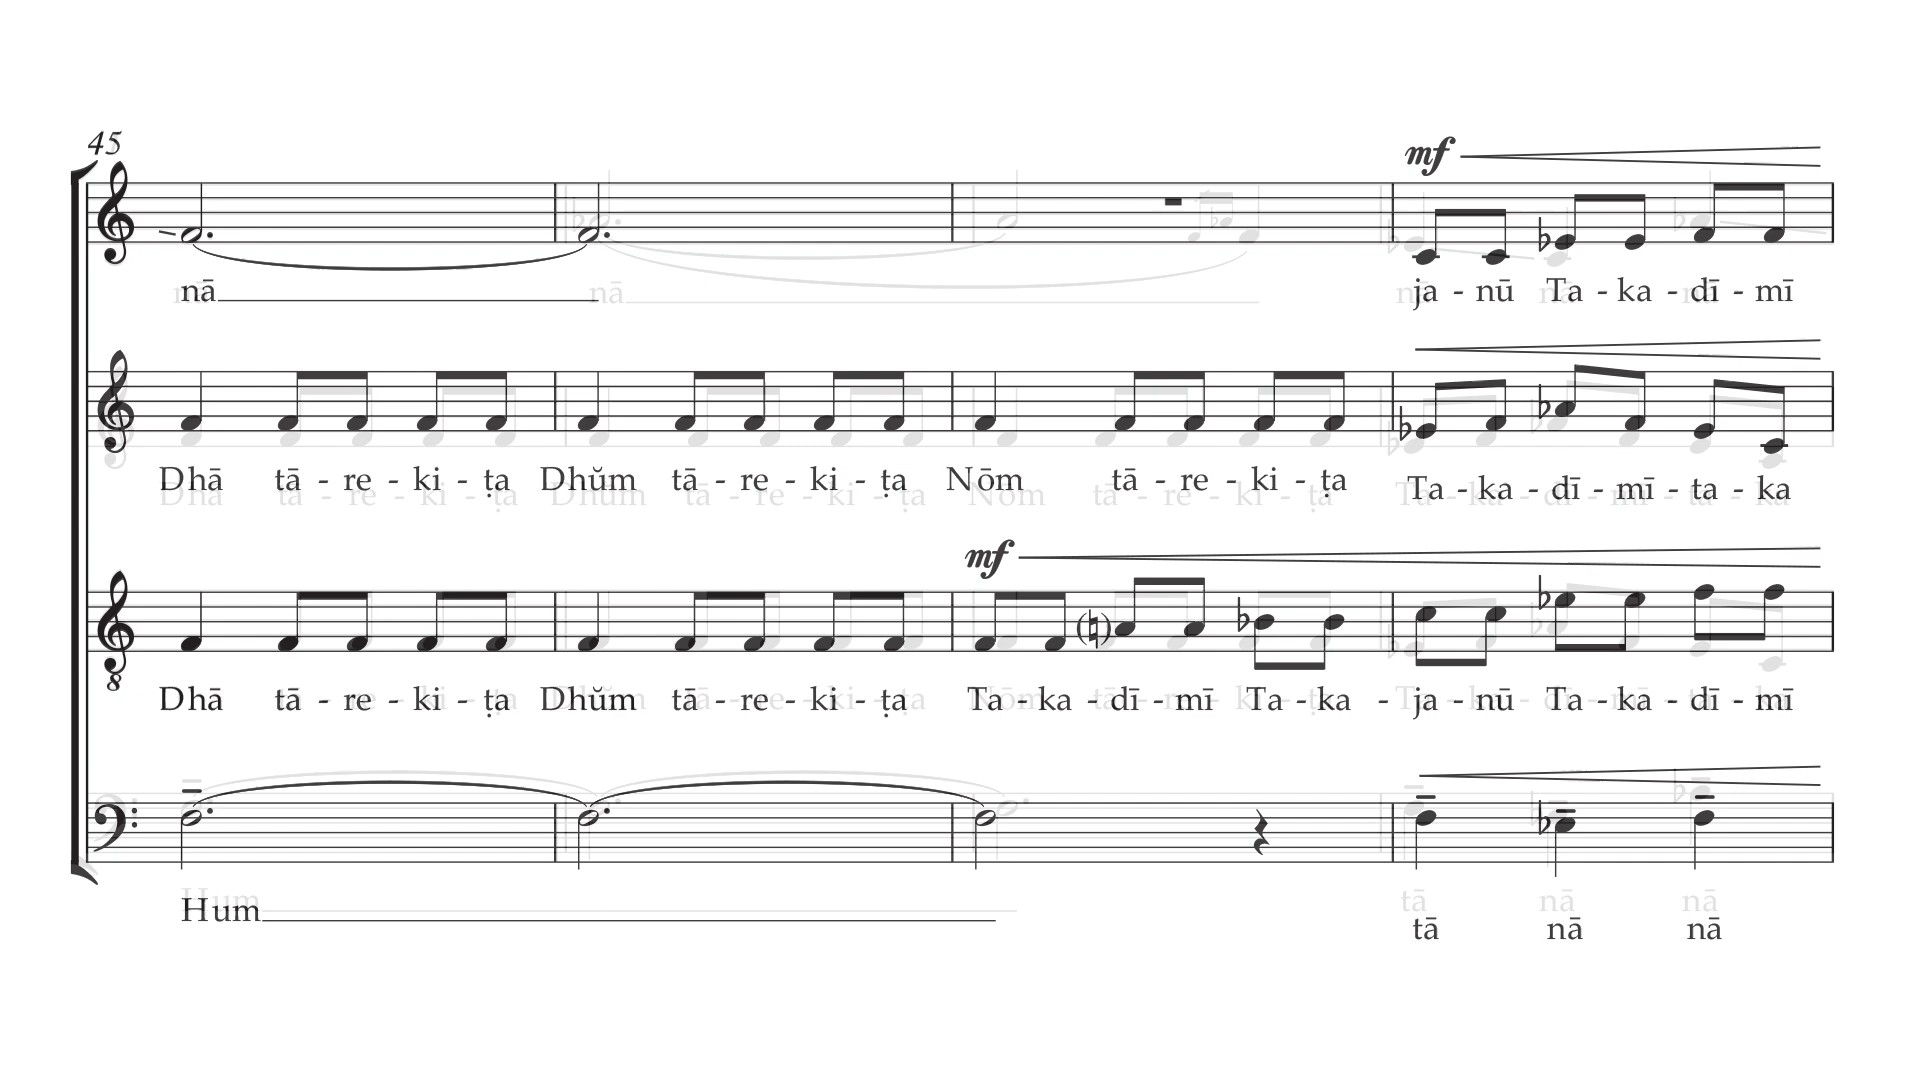 45
mf
nā ja - nū Ta - ka - dī - mī
Dhā tā - re - ki - ṭa Dhŭm tā - re - ki - ṭa Nōm tā - re - ki - ṭa Ta - ka - dī - mī - ta - ka
mf
8
Dhā tā - re - ki - ṭa Dhŭm tā - re - ki - ṭa Ta - ka - dī - mī Ta - ka - ja - nū Ta - ka - dī - mī
Hum tā nā nā